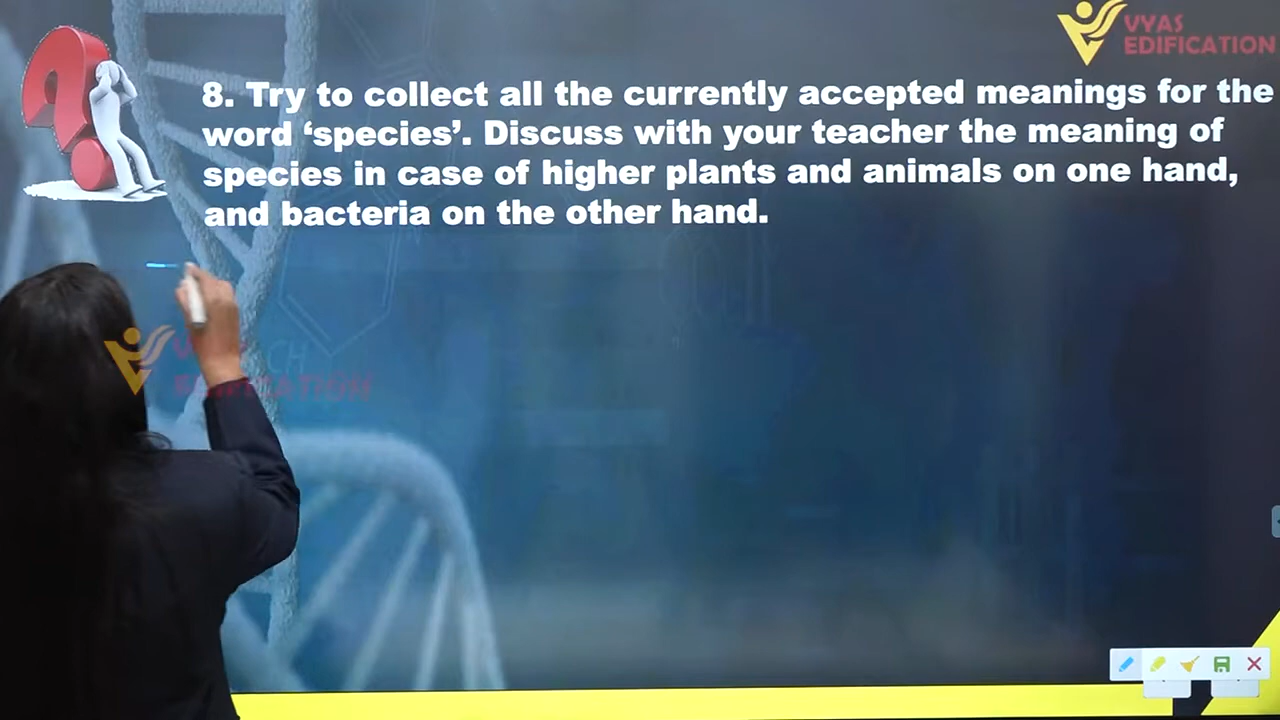 VYAS
EDIFICATION
8. Try to collect all the currently accepted meanings for the
word ‘species’. Discuss with your teacher the meaning of
species in case of higher plants and animals on one hand,
and bacteria on the other hand.
CH
EDIFICATION